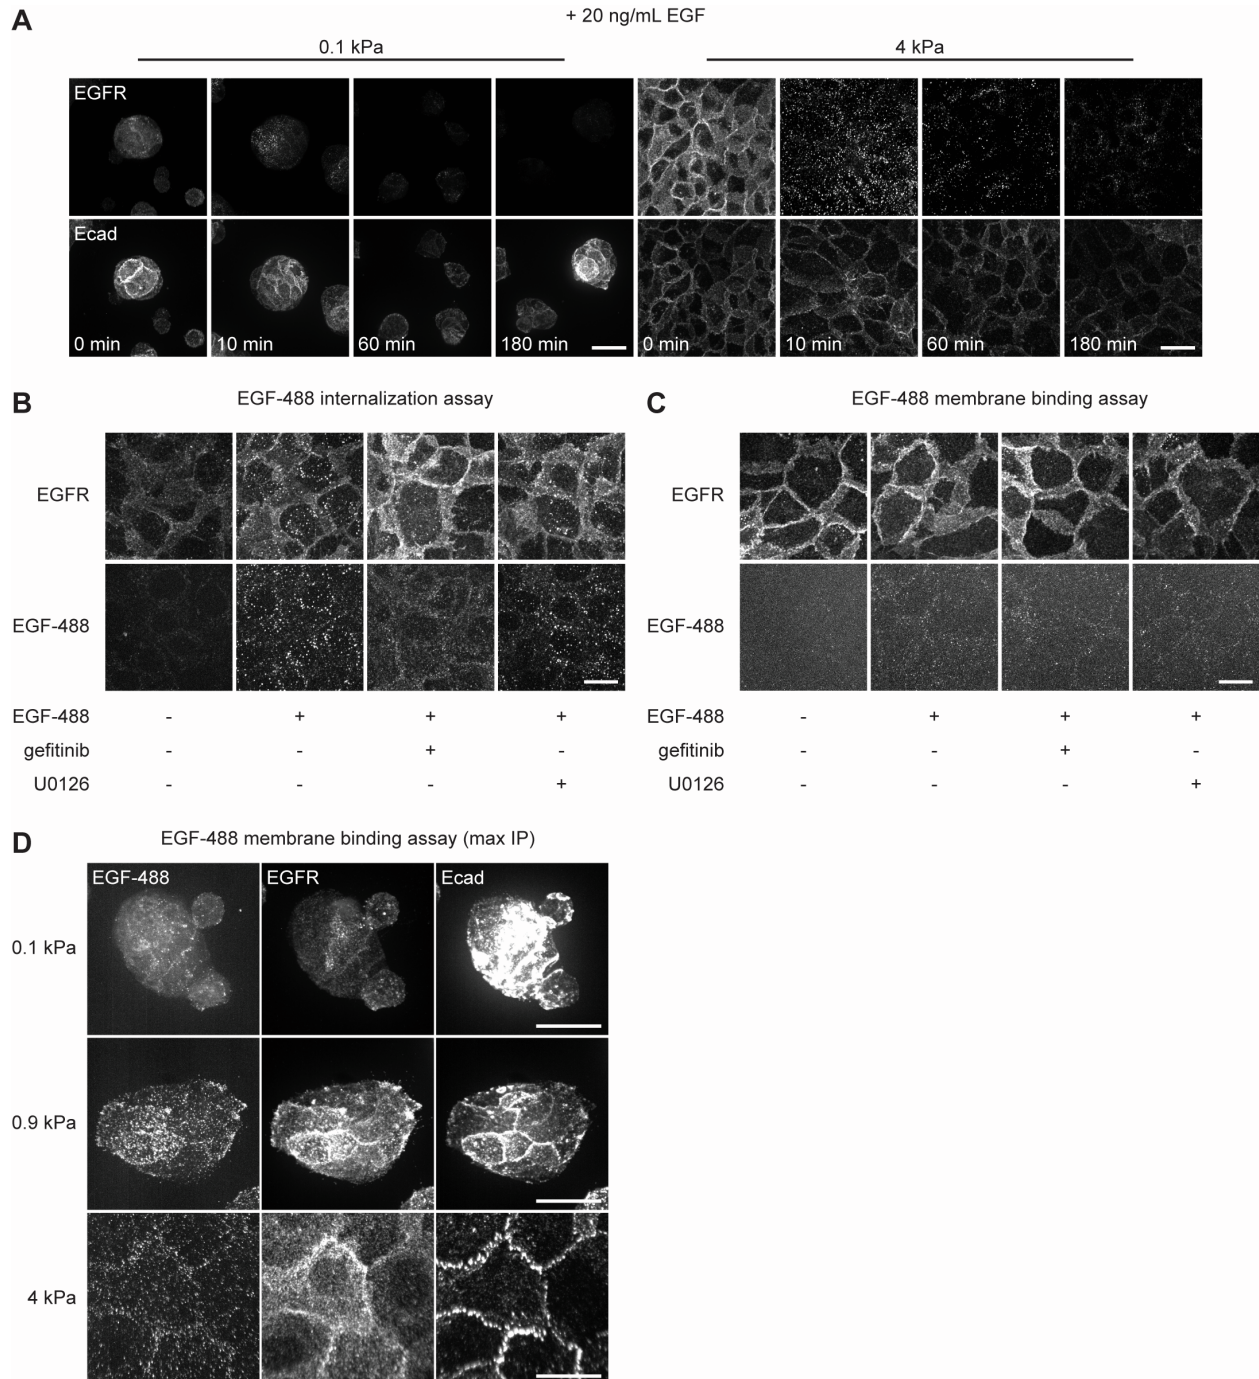 A
+ 20 ng/mL EGF
0.1 kPa 4 kPa
EGFR
Ecad
0 min 10 min 60 min 180 min 0 min 10 min 60 min 180 min
B EGF-488 internalization assay
EGFR
EGF-488
EGF-488 - + + +
gefitinib - - + -
U0126 - - - +
C EGF-488 membrane binding assay
EGFR
EGF-488
EGF-488 - + + +
gefitinib - - + -
U0126 - - - +
D EGF-488 membrane binding assay (max IP)
EGF-488 EGFR Ecad
0.1 kPa
0.9 kPa
4 kPa